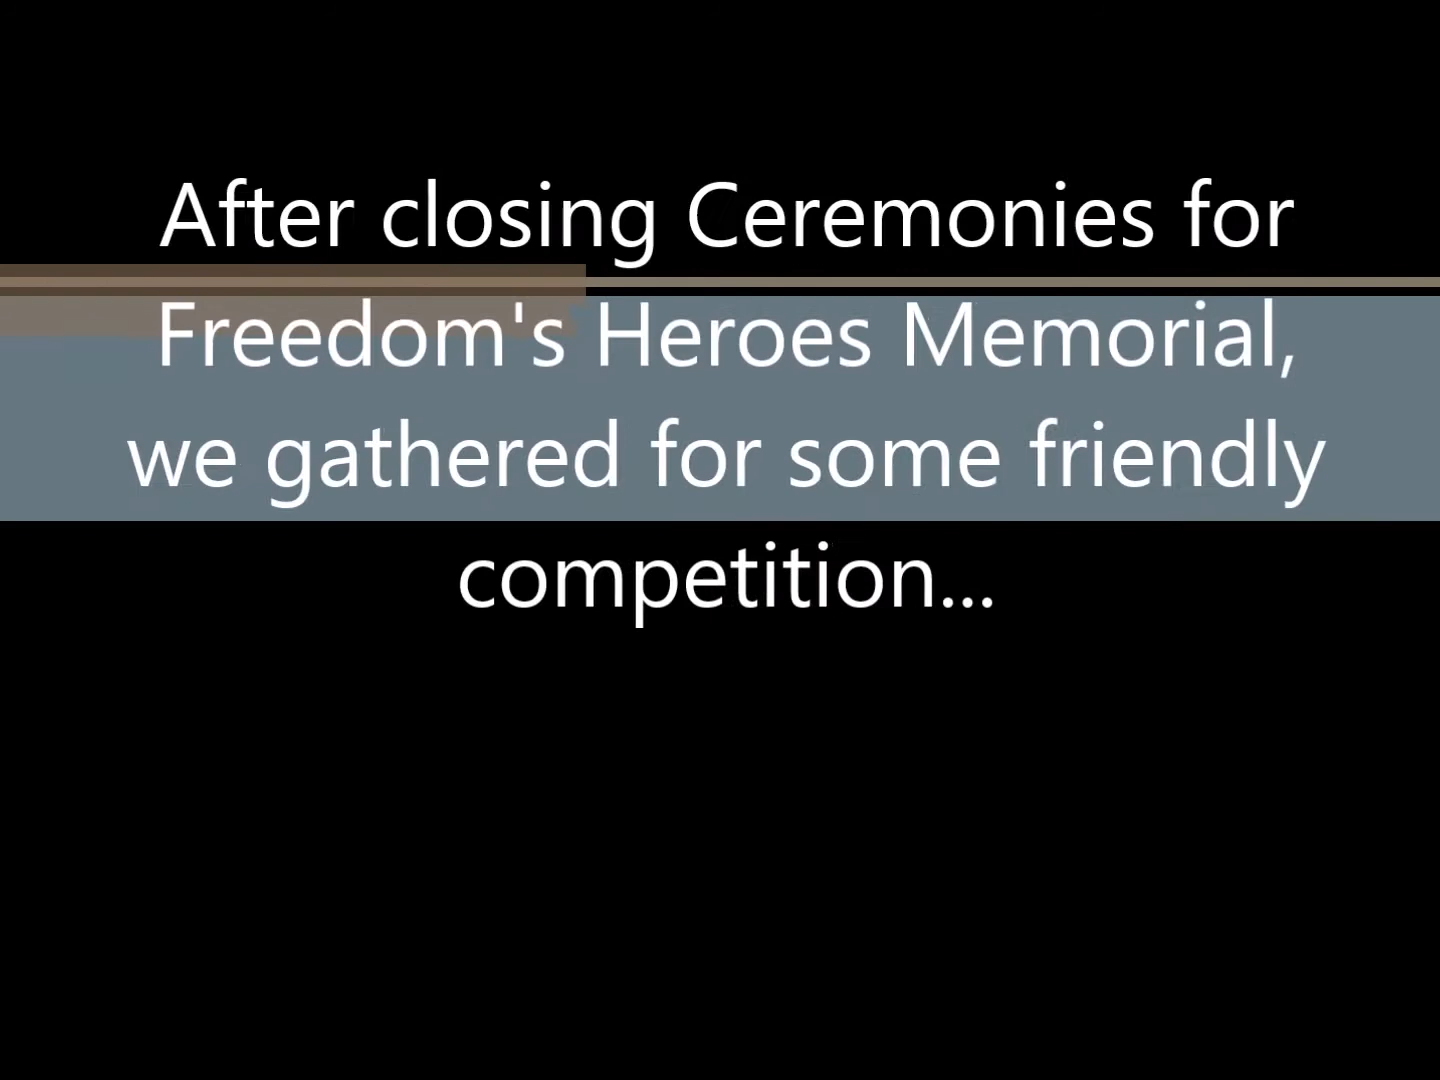 After closing Ceremonies for
Freedom's Heroes Memorial,
we gathered for some friendly
competition...